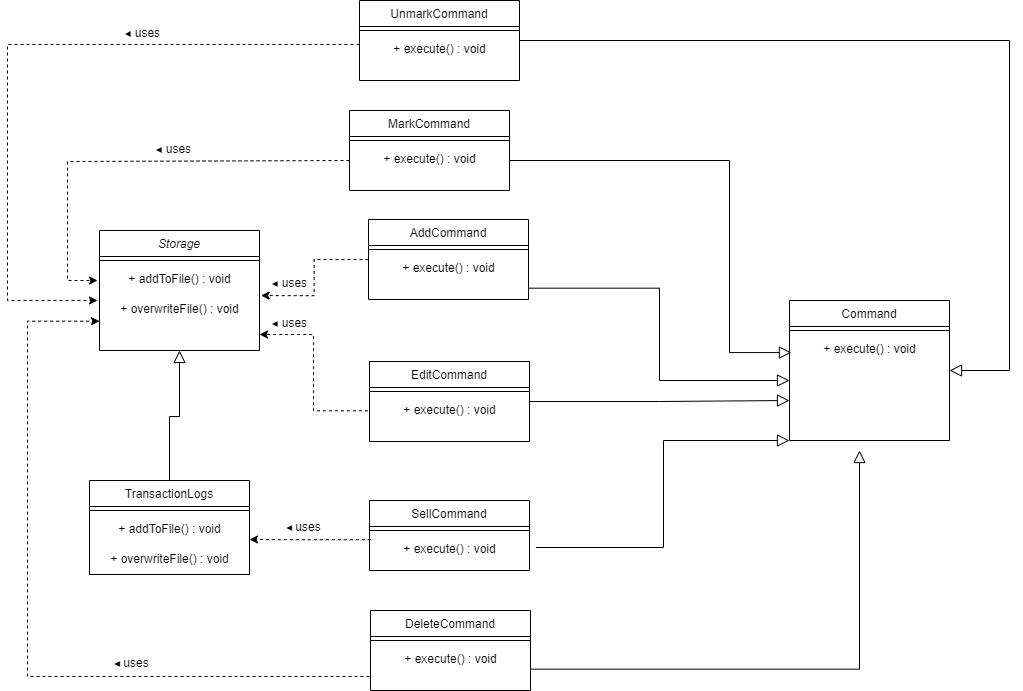 UnmarkCommand
◂ uses
+ execute() : void
MarkCommand
◂ uses
+ execute() : void
AddCommand
Storage
+ execute() : void
+ addToFile() : void
◂ uses
+ overwriteFile() : void
Command
◂ uses
+ execute() : void
EditCommand
+ execute() : void
TransactionLogs
SellCommand
+ addToFile() : void
◂ uses
+ execute() : void
+ overwriteFile() : void
DeleteCommand
◂ uses
+ execute() : void